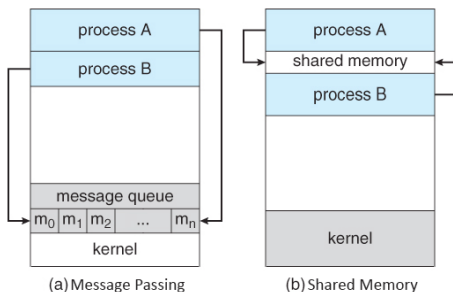 process A
process B
message queue
m0 m1 m2 ... mn
kernel
(a) Message Passing
process A
shared memory
process B
kernel
(b) Shared Memory